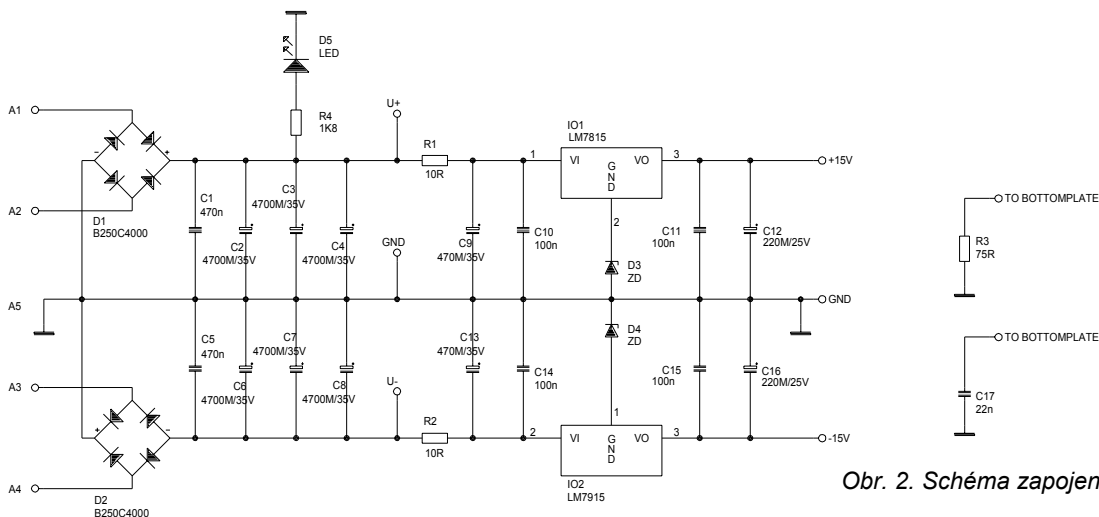 D5
LED
A1
R4
1K8
U+
R1
10R
IO1
LM7815
1
VI
GND
VO
3
+15V
2
A2
D1
B250C4000
C1
470n
C2
4700M/35V
C3
4700M/35V
C4
4700M/35V
GND
C9
470M/35V
C10
100n
D3
ZD
C11
100n
C12
220M/25V
TO BOTTOMPLATE
R3
75R
A5
GND
C5
470n
C6
4700M/35V
C7
4700M/35V
C8
4700M/35V
U-
C13
470M/35V
C14
100n
D4
ZD
C15
100n
C16
220M/25V
TO BOTTOMPLATE
C17
22n
A3
R2
10R
1
2
VI
GND
VO
3
-15V
IO2
LM7915
A4
D2
B250C4000
Obr. 2. Schéma zapojen